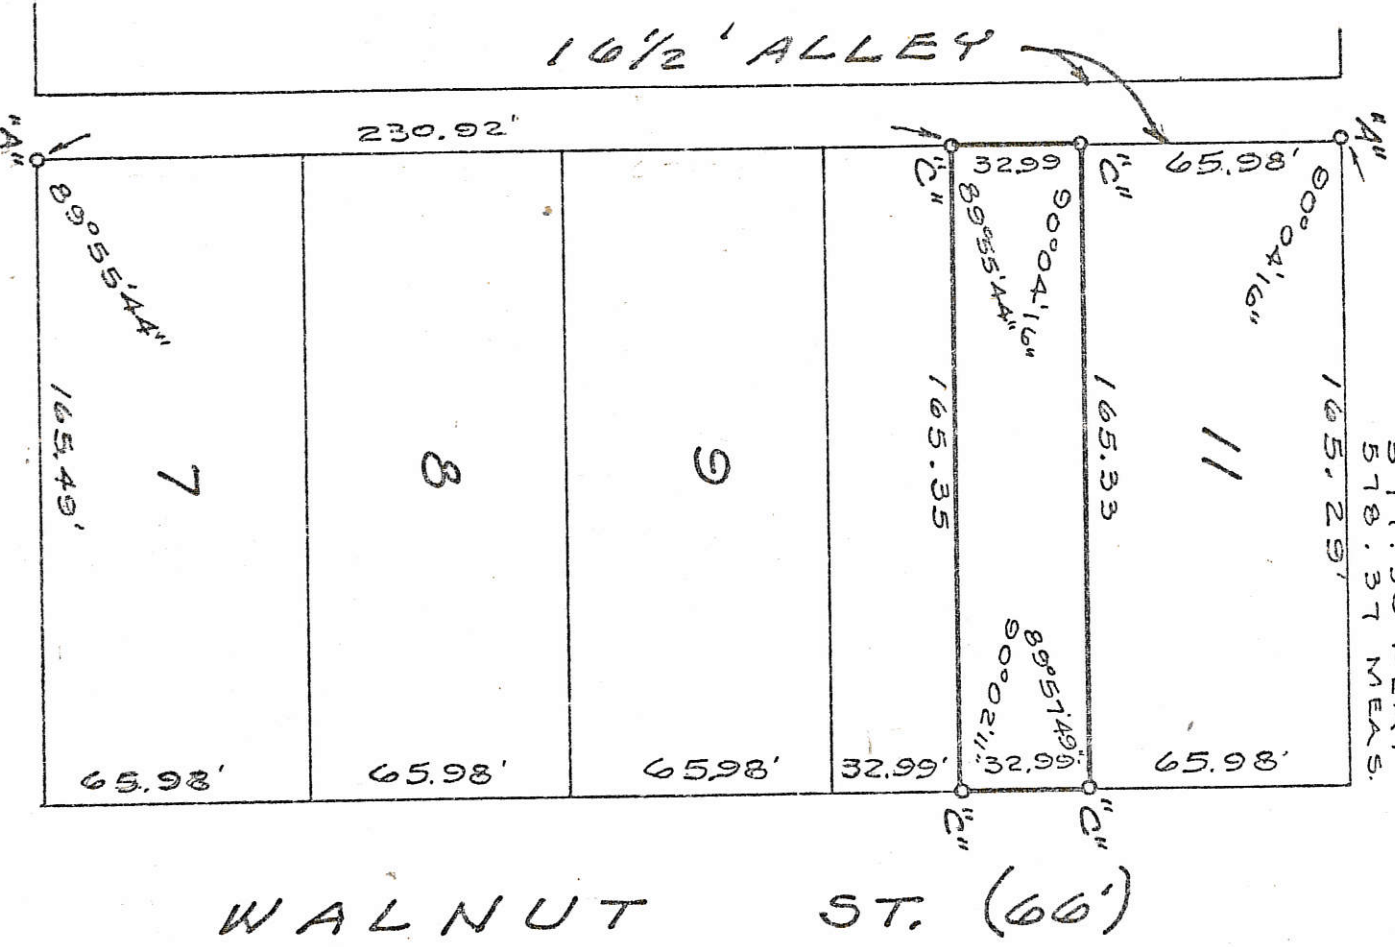 16½' ALLEY
"A"
230.92'
"C"
32.99
"C"
65.98'
"A"
89°55'44"
89°55'44"
90°04'16"
90°04'16"
165.49'
7
8
9
165.35
165.33
11
165.29'
578.37 MEAS.
90°02'11"
89°57'49"
65.98'
65.98'
65.98'
32.99'
32.99'
65.98'
"C"
"C"
WALNUT ST. (66')